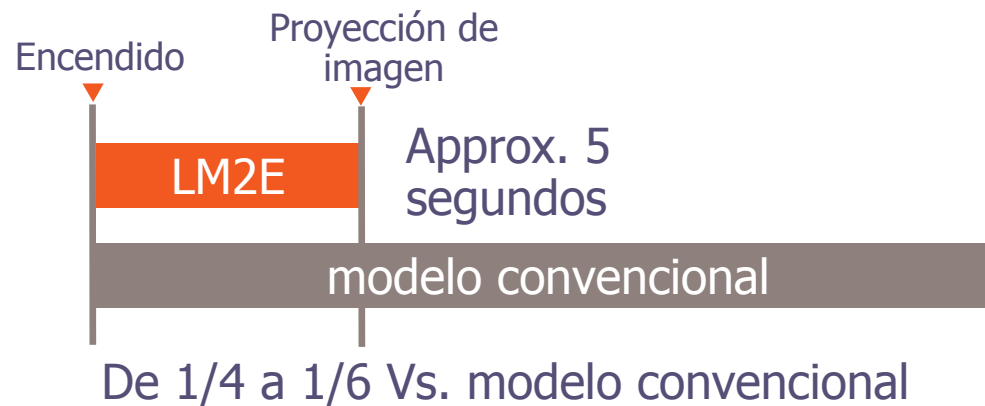 Encendido
Proyección de
imagen
LM2E
Approx. 5
segundos
modelo convencional
De 1/4 a 1/6 Vs. modelo convencional